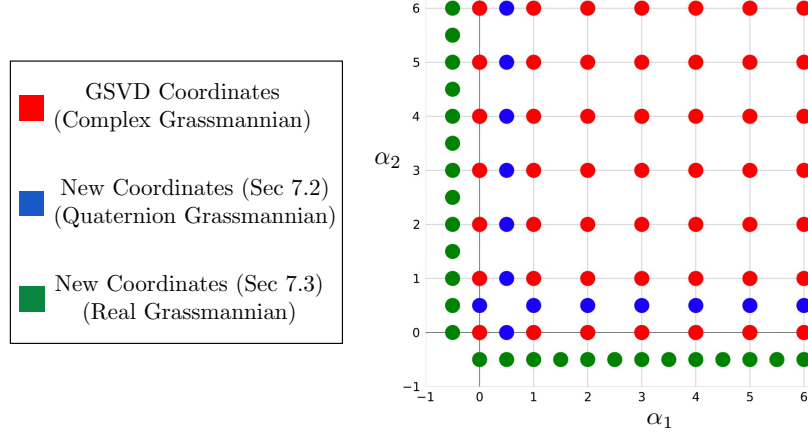 GSVD Coordinates
(Complex Grassmannian)
New Coordinates (Sec 7.2)
(Quaternion Grassmannian)
New Coordinates (Sec 7.3)
(Real Grassmannian)
α₂
6
5
4
3
2
1
0
−1
−1 0 1 2 3 4 5 6
α₁